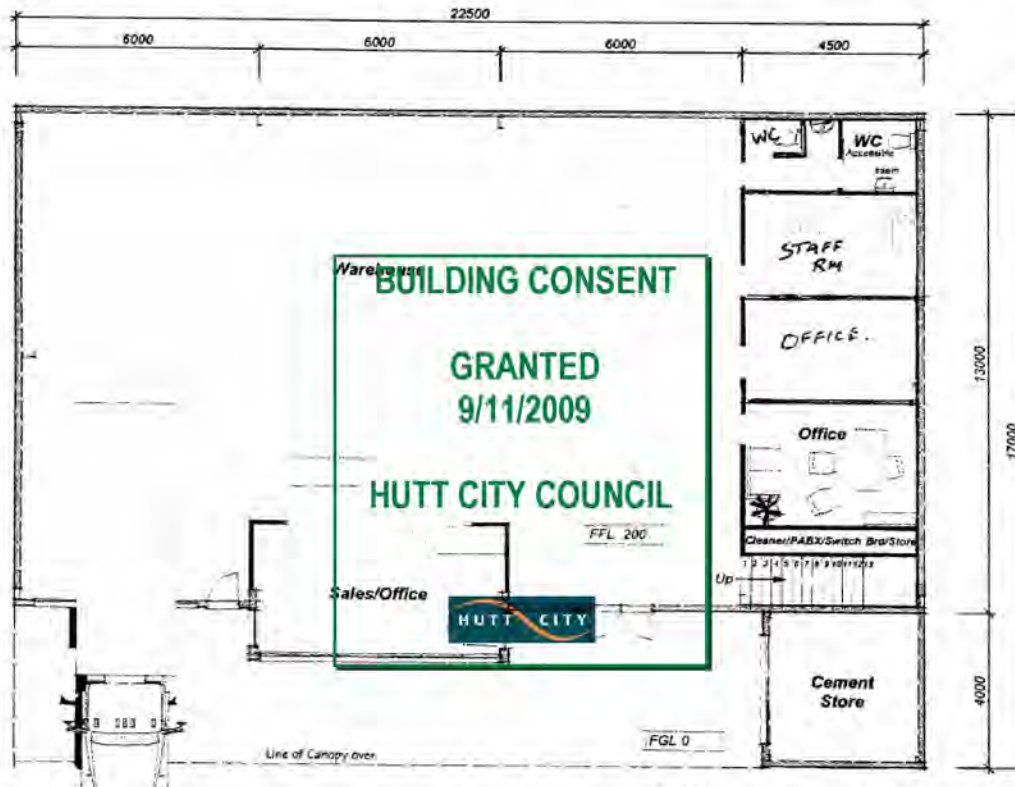 22500
6000 6000 6000 4500
WC
WC
Accessible
STAFF
RM
Warehouse
BUILDING CONSENT
OFFICE.
GRANTED
9/11/2009
13000
17000
Office
HUTT CITY COUNCIL
FFL 200
Cleaner/PABX/Switch Brd/Store
1 2 3 4 5 6 7 8 9 10 11 12 13
Up
Sales/Office
HUTT CITY
Cement
Store
4000
FGL 0
Line of Canopy over